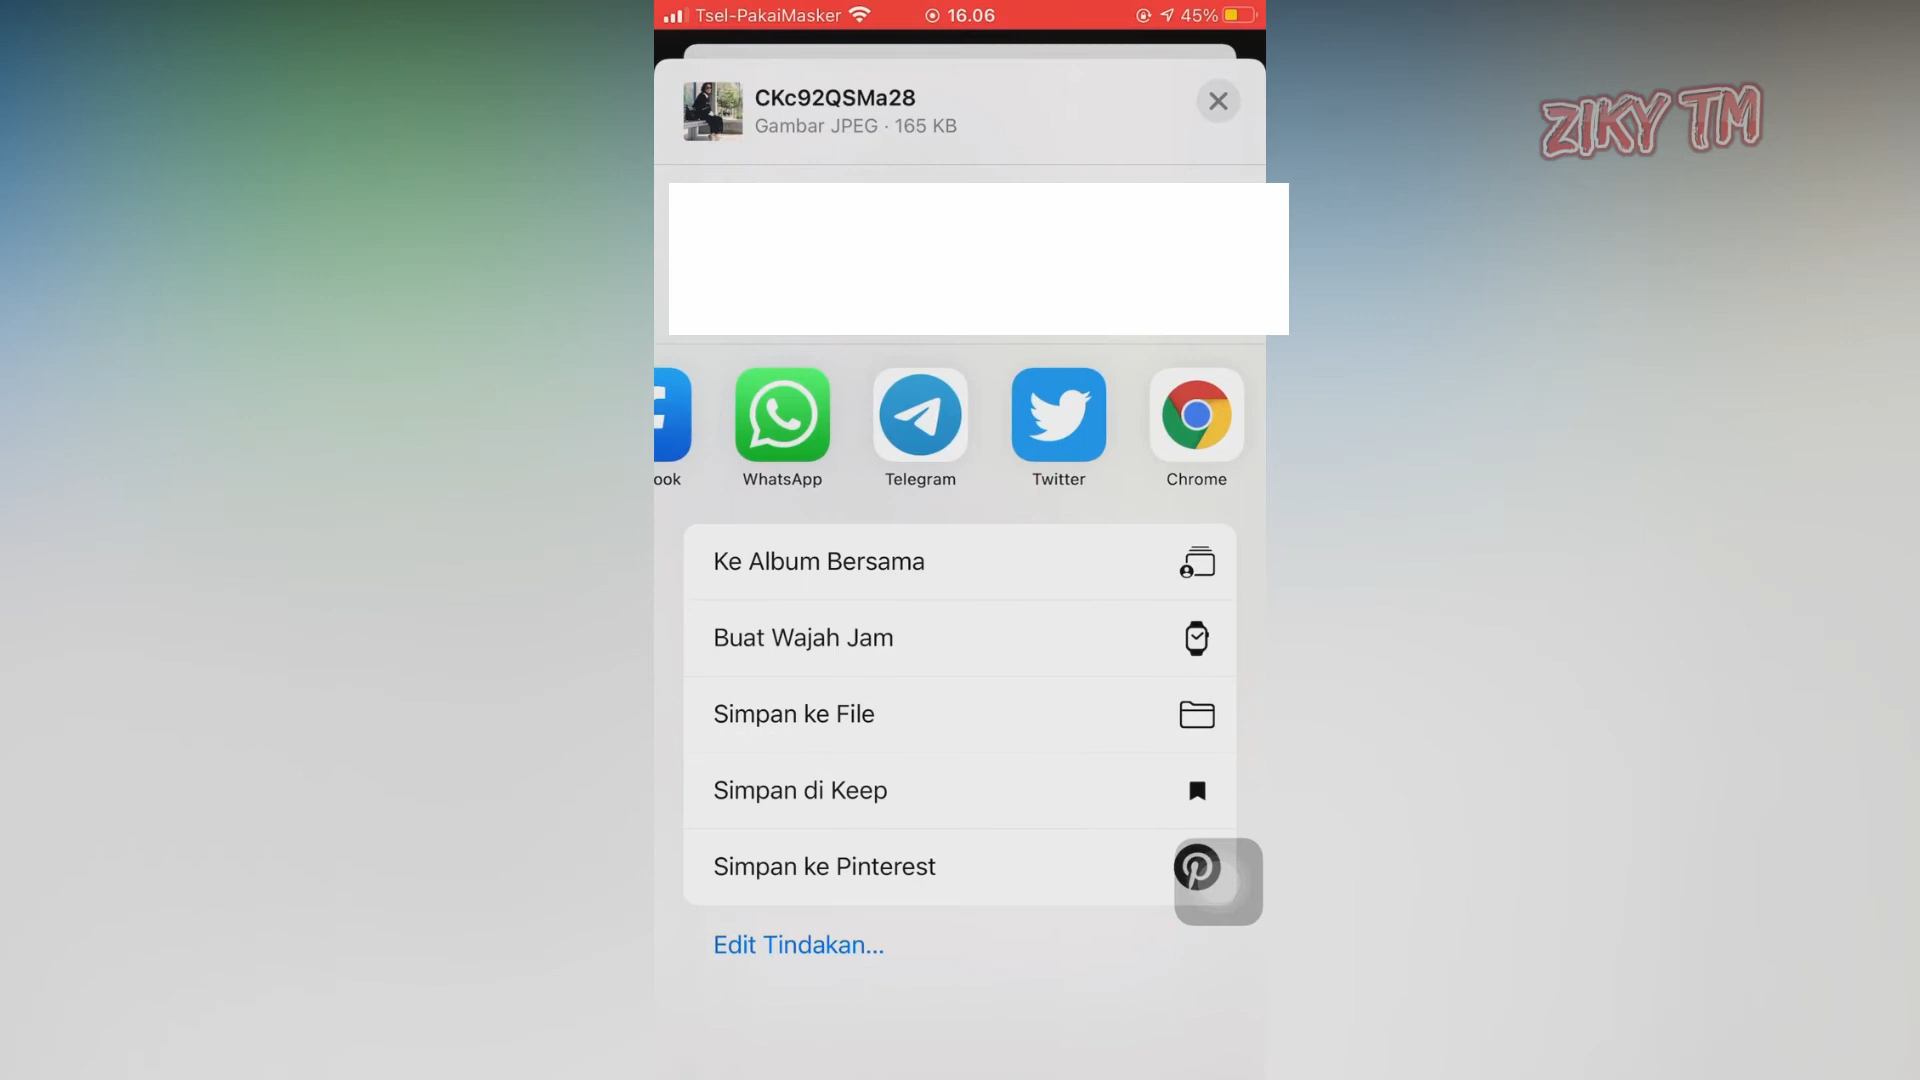 Tsel-PakaiMasker 16.06 45%
CKc92QSMa28
Gambar JPEG · 165 KB
ZIKY TM
ook
WhatsApp
Telegram
Twitter
Chrome
Ke Album Bersama
Buat Wajah Jam
Simpan ke File
Simpan di Keep
Simpan ke Pinterest
Edit Tindakan...